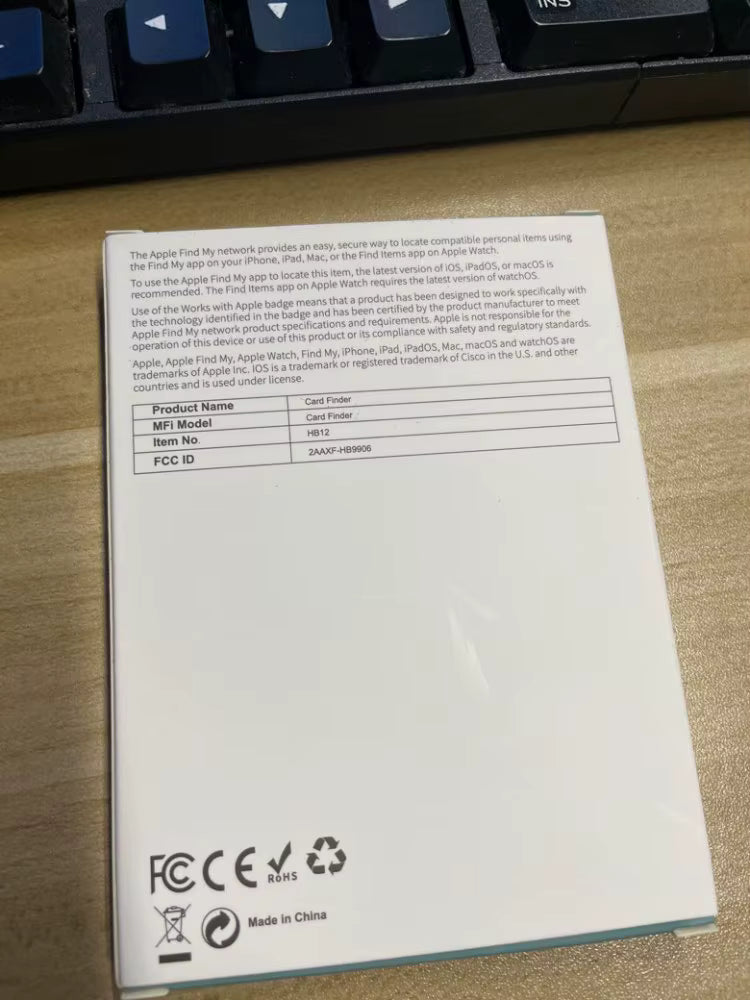 INS
The Apple Find My network provides an easy, secure way to locate compatible personal items using
the Find My app on your iPhone, iPad, Mac, or the Find Items app on Apple Watch.
To use the Apple Find My app to locate this item, the latest version of iOS, iPadOS, or macOS is
recommended. The Find Items app on Apple Watch requires the latest version of watchOS.
Use of the Works with Apple badge means that a product has been designed to work specifically with
the technology identified in the badge and has been certified by the product manufacturer to meet
Apple Find My network product specifications and requirements. Apple is not responsible for the
operation of this device or use of this product or its compliance with safety and regulatory standards.
Apple, Apple Find My, Apple Watch, Find My, iPhone, iPad, iPadOS, Mac, macOS and watchOS are
trademarks of Apple Inc. IOS is a trademark or registered trademark of Cisco in the U.S. and other
countries and is used under license.
Product Name Card Finder
MFi Model Card Finder
Item No. HB12
FCC ID 2AAXF-HB9906
FC CE RoHS
Made in China